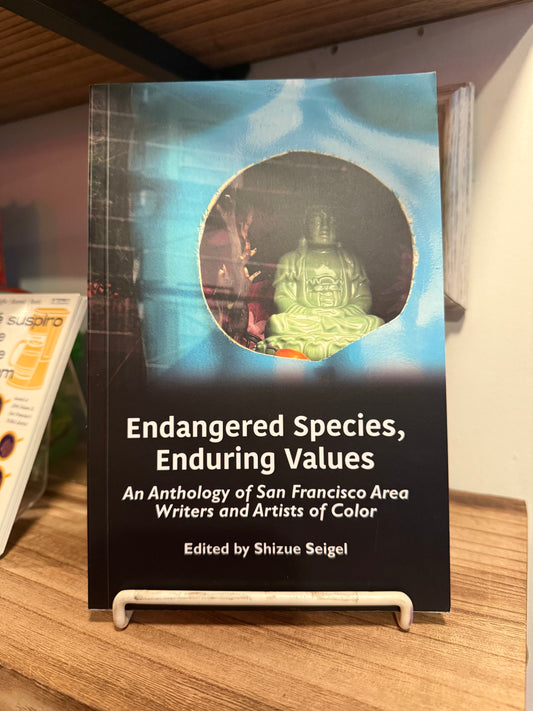 Endangered Species,
Enduring Values
An Anthology of San Francisco Area
Writers and Artists of Color
Edited by Shizue Seigel
suspiro